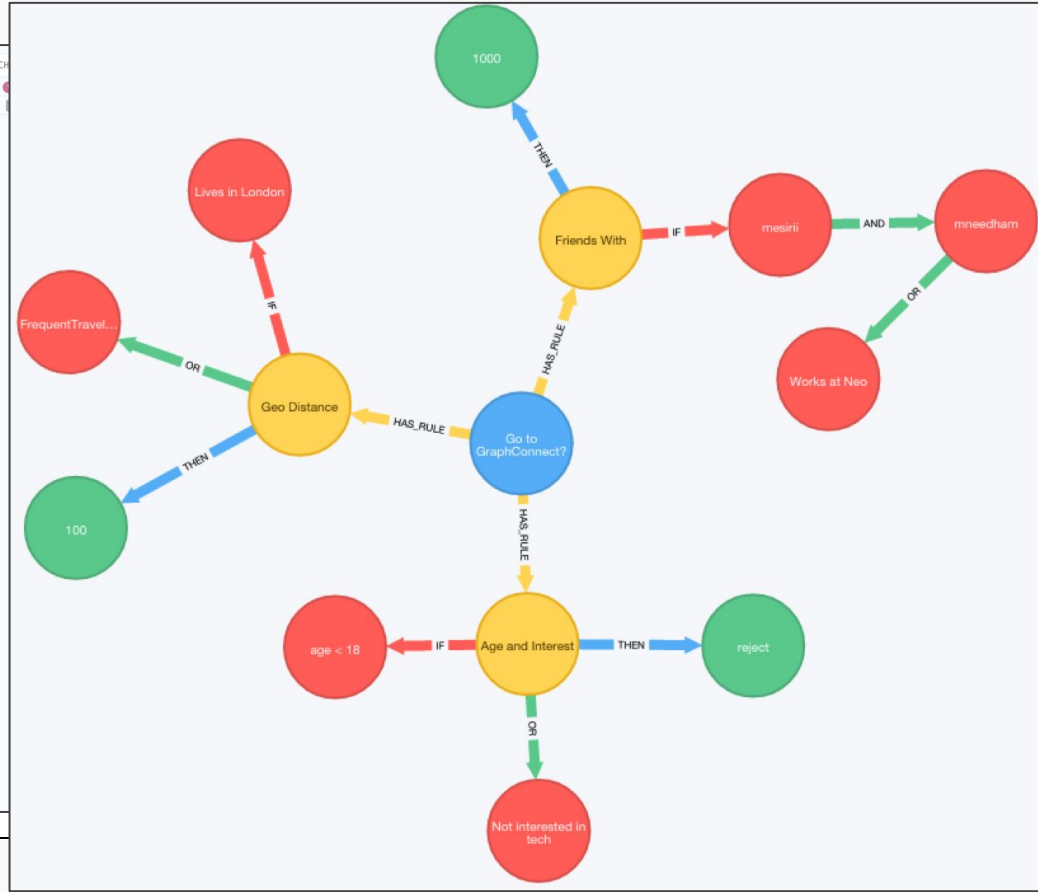 CH
1000
THEN
Lives in London
Friends With
IF
mesirii
AND
mneedham
IF
OR
FrequentTravel...
OR
HAS_RULE
Works at Neo
Geo Distance
HAS_RULE
Go to
GraphConnect?
THEN
100
HAS_RULE
age < 18
IF
Age and Interest
THEN
reject
OR
Not interested in
tech